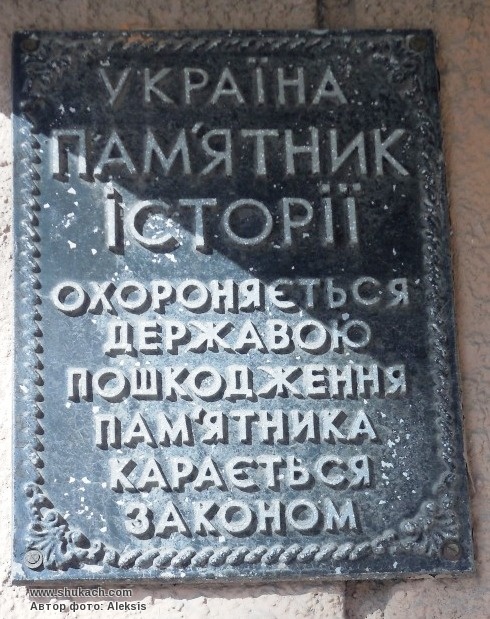 УКРАЇНА
ПАМ'ЯТНИК
ІСТОРІЇ
ОХОРОНЯЄТЬСЯ
ДЕРЖАВОЮ
ПОШКОДЖЕННЯ
ПАМ'ЯТНИКА
КАРАЄТЬСЯ
ЗАКОНОМ
www.shukach.com
Автор фото: Aleksis